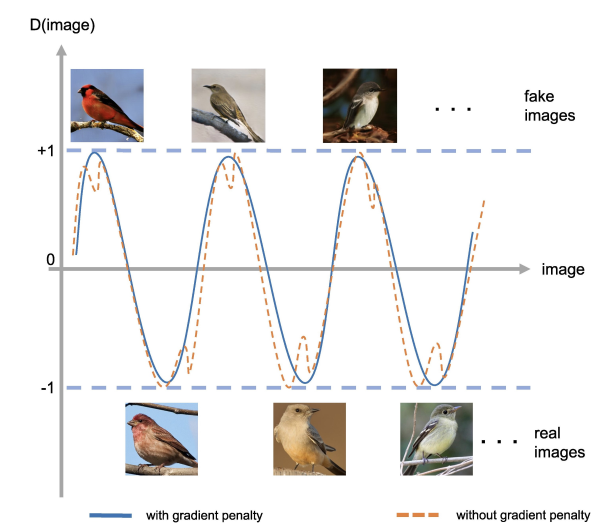 D(image)
fake
images
. . .
+1
0
image
-1
real
images
. . .
with gradient penalty
without gradient penalty